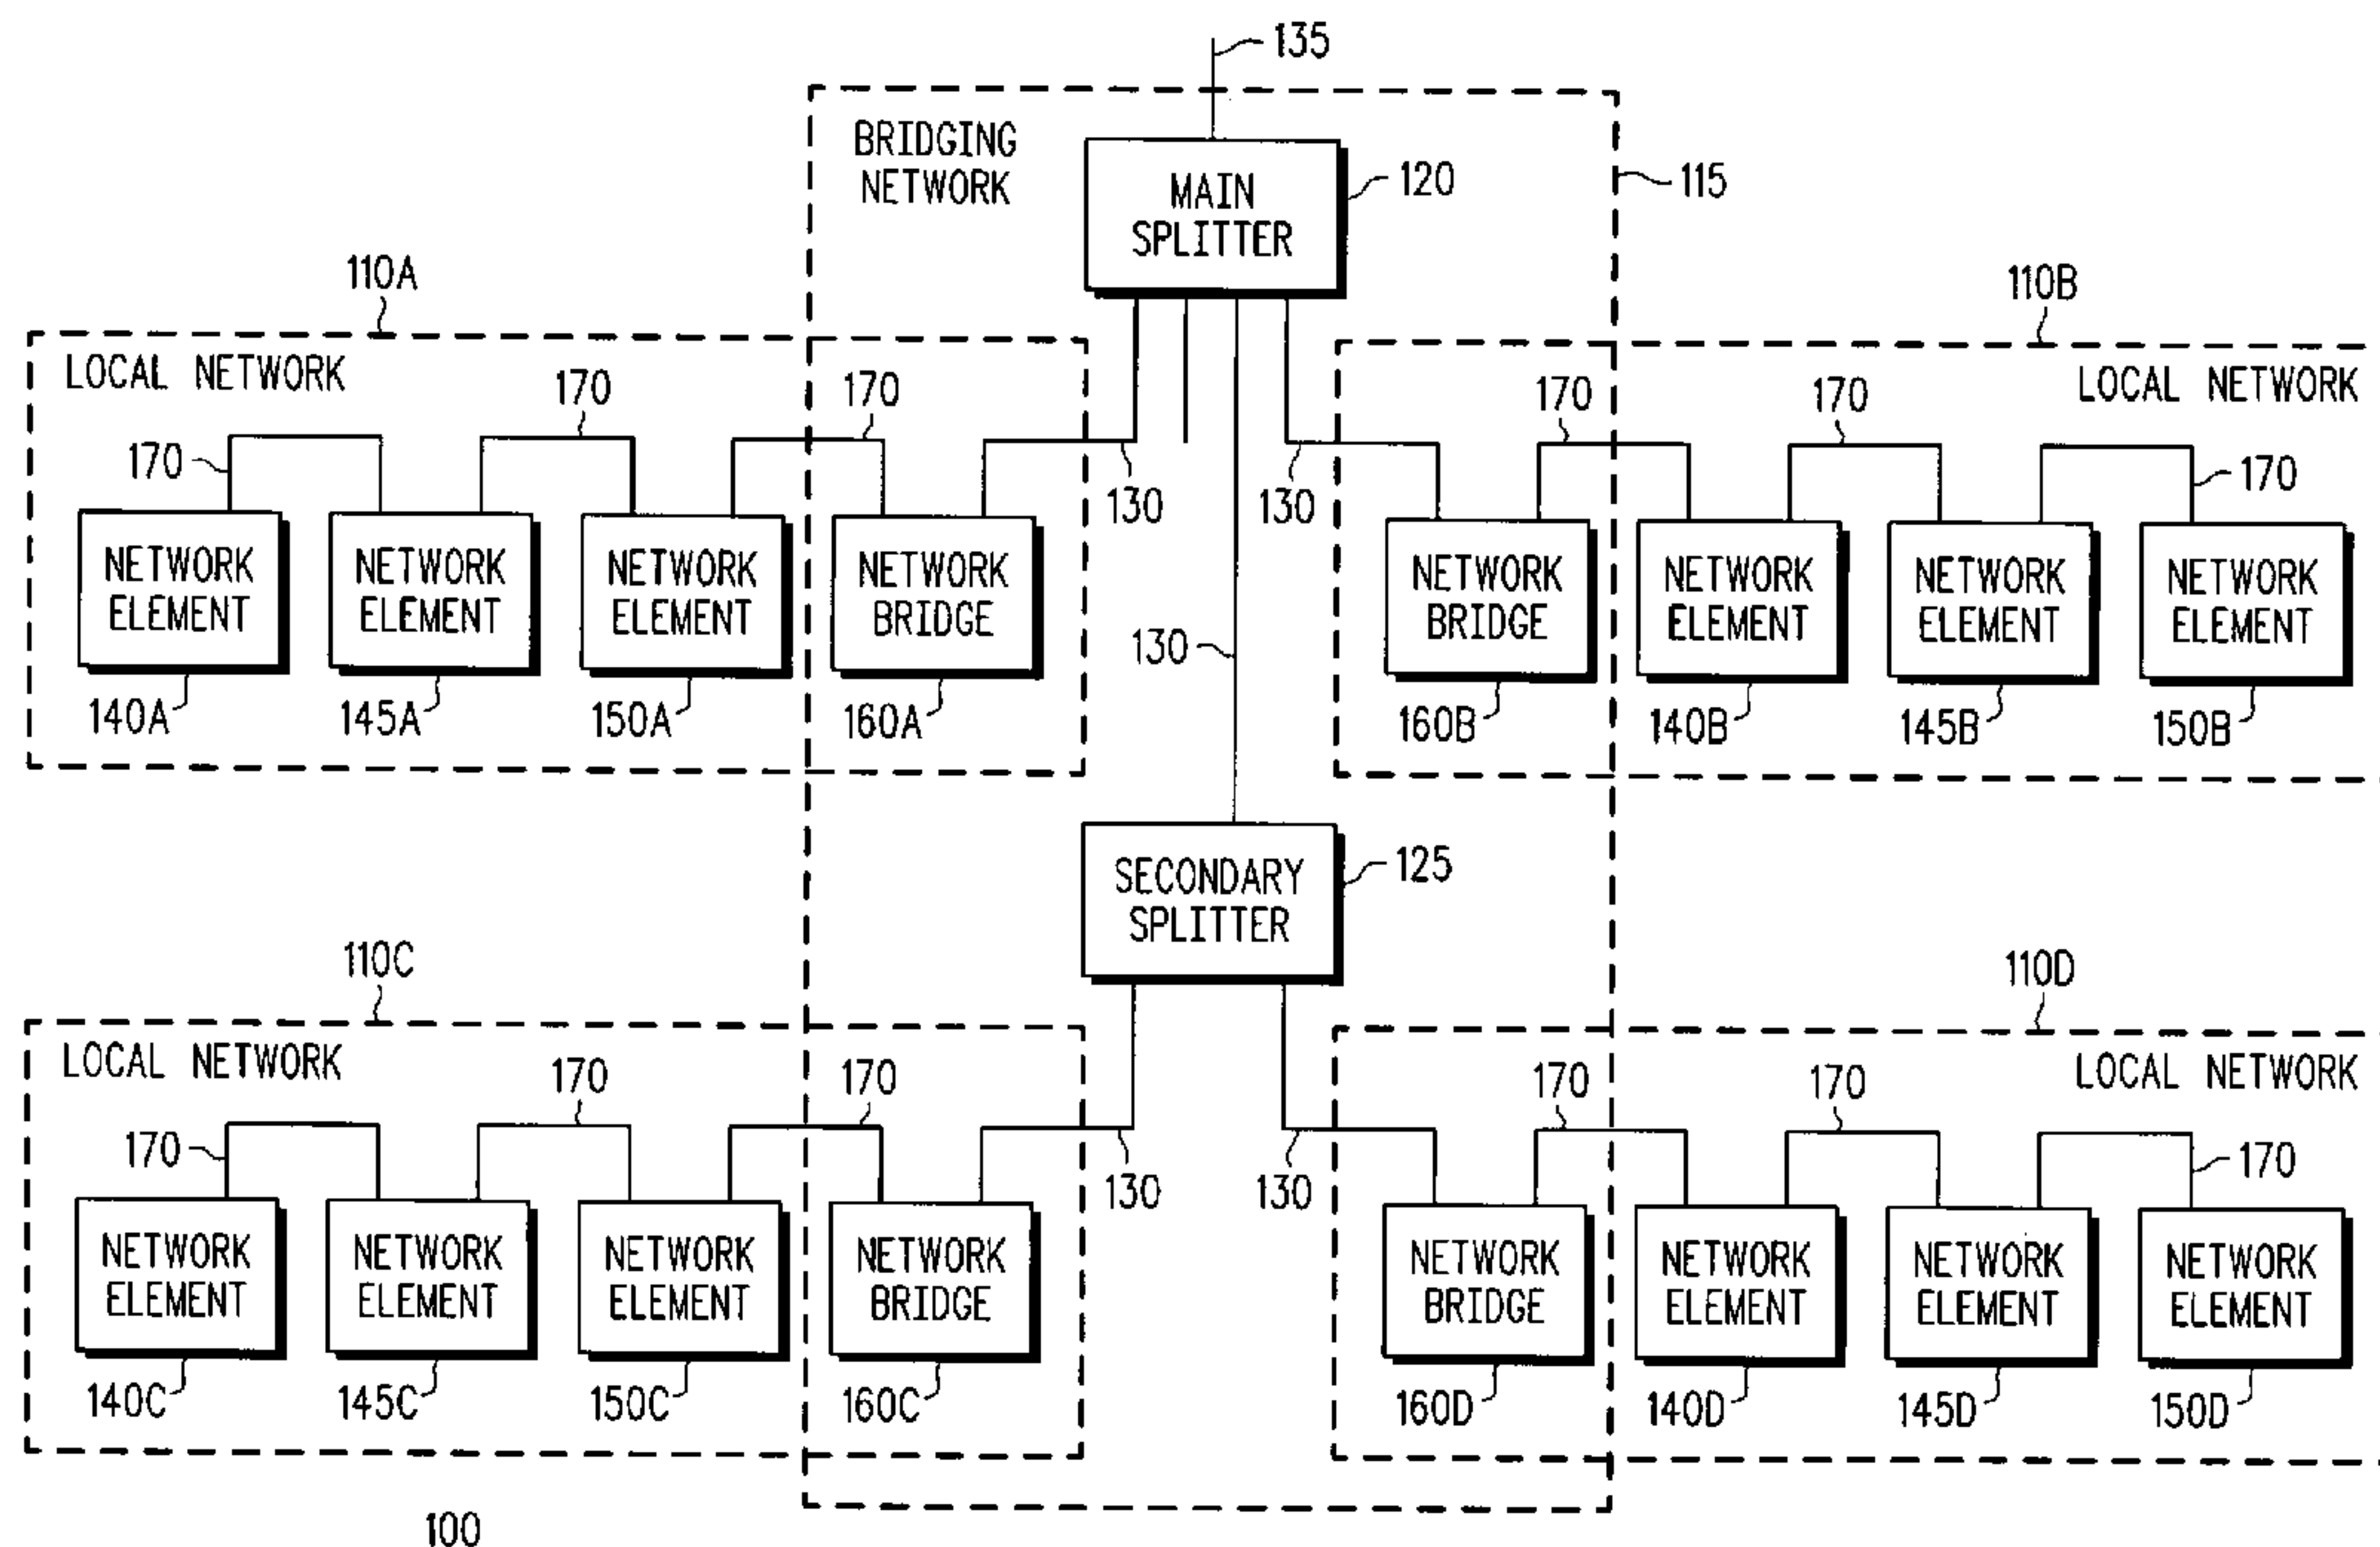 135
BRIDGING
NETWORK
MAIN
SPLITTER
120
115
110A
110B
LOCAL NETWORK
LOCAL NETWORK
170
170
170
170
170
170
130
130
NETWORK
ELEMENT
NETWORK
ELEMENT
NETWORK
ELEMENT
NETWORK
BRIDGE
NETWORK
BRIDGE
NETWORK
ELEMENT
NETWORK
ELEMENT
NETWORK
ELEMENT
130
140A
145A
150A
160A
160B
140B
145B
150B
SECONDARY
SPLITTER
125
110C
110D
LOCAL NETWORK
LOCAL NETWORK
170
170
170
170
170
170
130
130
NETWORK
ELEMENT
NETWORK
ELEMENT
NETWORK
ELEMENT
NETWORK
BRIDGE
NETWORK
BRIDGE
NETWORK
ELEMENT
NETWORK
ELEMENT
NETWORK
ELEMENT
140C
145C
150C
160C
160D
140D
145D
150D
100